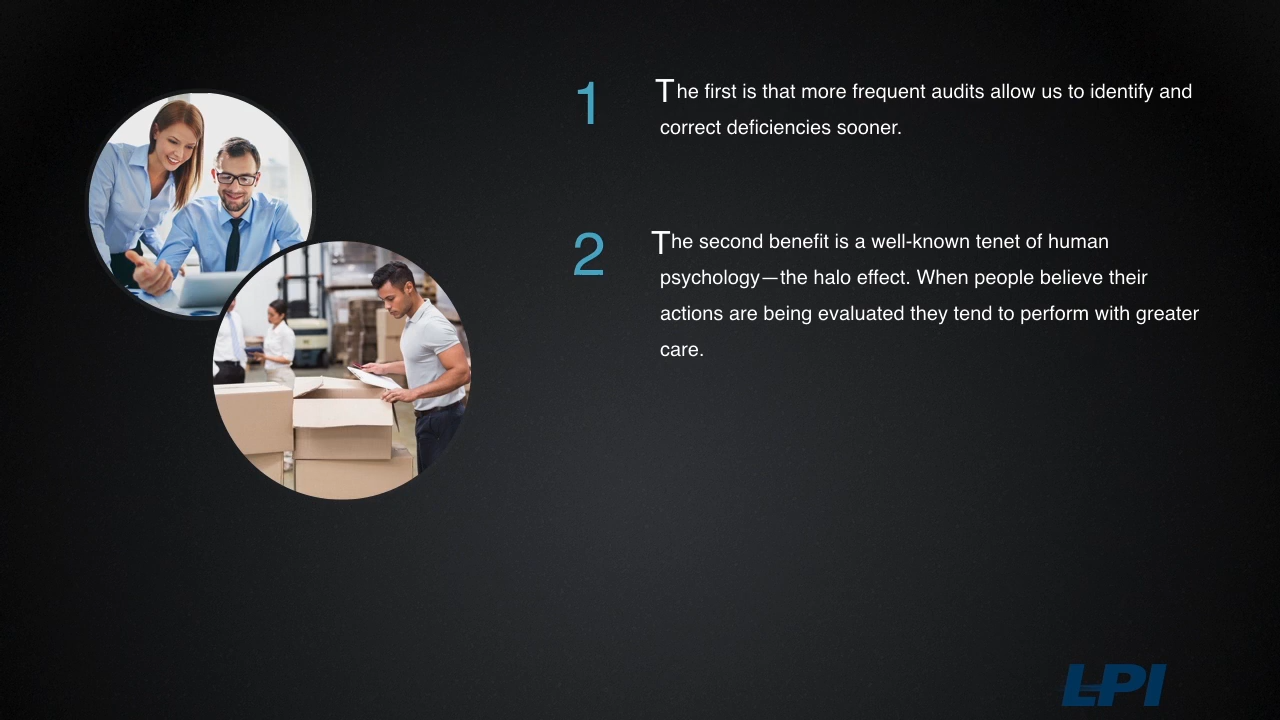 1
The first is that more frequent audits allow us to identify and
correct deficiencies sooner.
2
The second benefit is a well-known tenet of human
psychology—the halo effect. When people believe their
actions are being evaluated they tend to perform with greater
care.
LPI